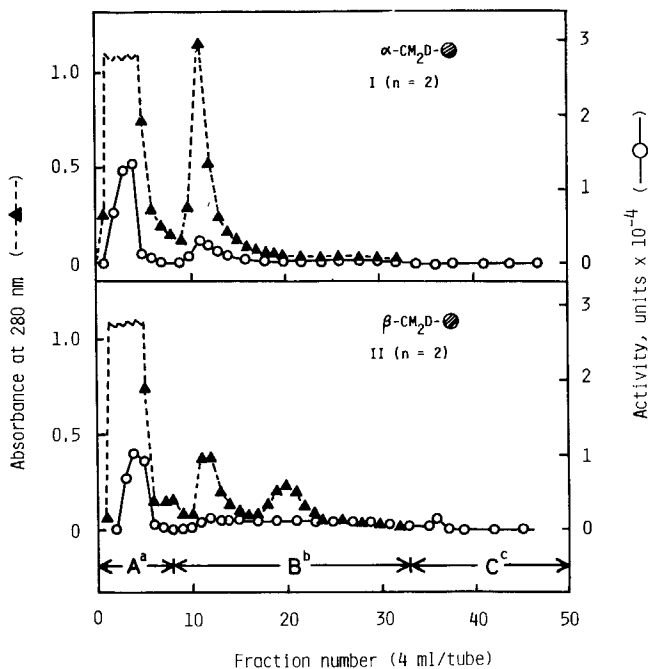 Absorbance at 280 nm (---▲---)
1.0
0.5
0
α-CM₂D-
I (n = 2)
3
2
1
0
1.0
0.5
0
β-CM₂D-
II (n = 2)
3
2
1
0
Activity, units × 10⁻⁴ (—○—)
Aᵃ
Bᵇ
Cᶜ
0 10 20 30 40 50
Fraction number (4 ml/tube)